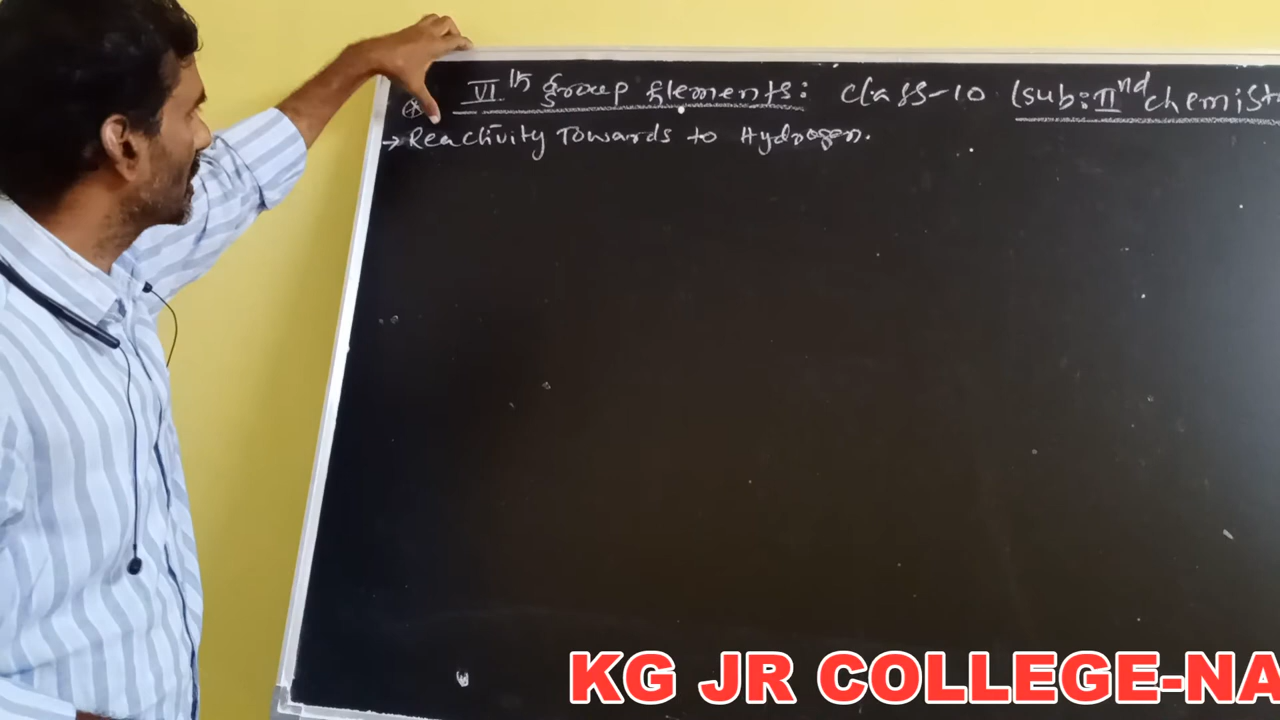 VIth Group Elements: Class-10 (Sub: IInd chemist
→ Reactivity Towards to Hydrogen.
KG JR COLLEGE-NA